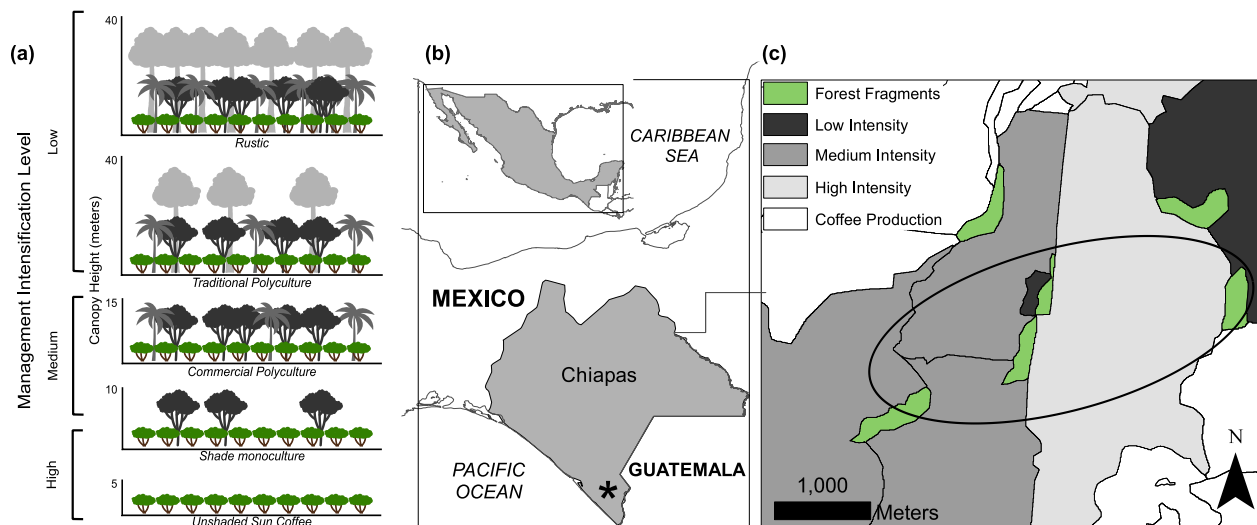 (a)
Management Intensification Level
Low
Medium
High
Canopy Height (meters)
40
Rustic
40
Traditional Polyculture
15
Commercial Polyculture
10
Shade monoculture
5
Unshaded Sun Coffee
(b)
CARIBBEAN
SEA
MEXICO
Chiapas
PACIFIC
OCEAN
GUATEMALA
*
(c)
Forest Fragments
Low Intensity
Medium Intensity
High Intensity
Coffee Production
1,000
Meters
N